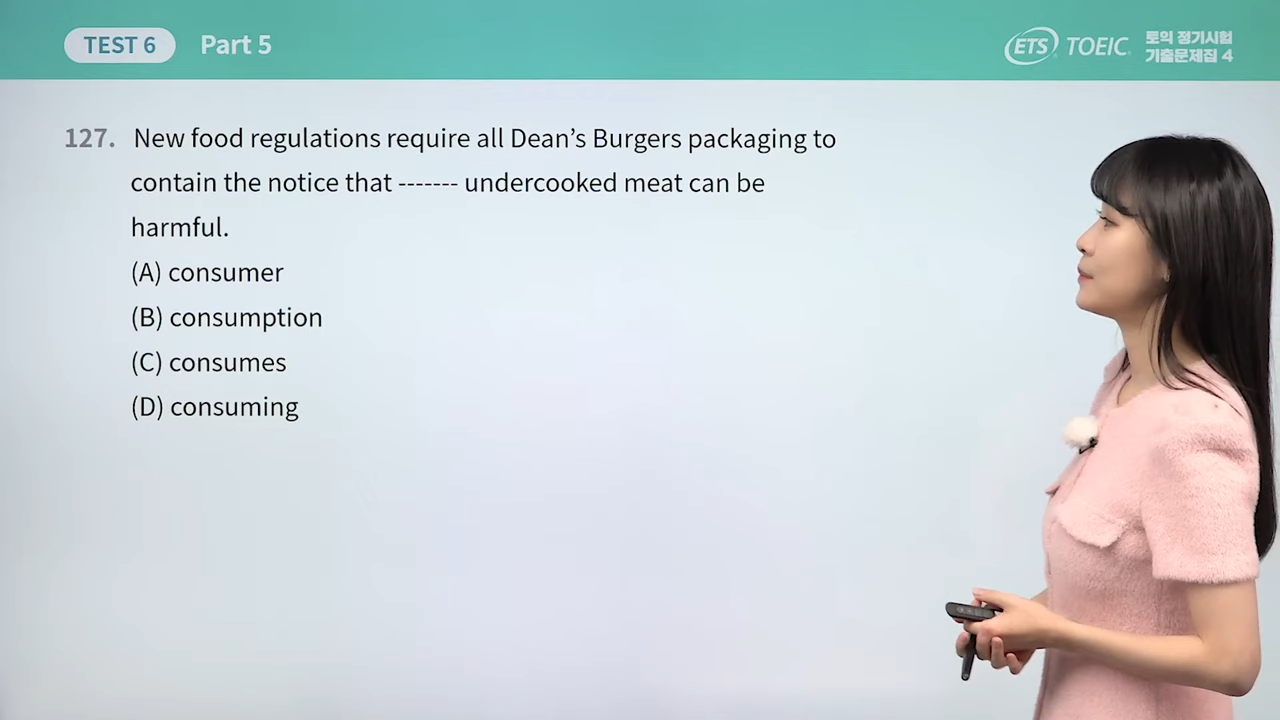 TEST 6 Part 5
ETS TOEIC 토익 정기시험
기출문제집 4
127. New food regulations require all Dean’s Burgers packaging to
contain the notice that ------- undercooked meat can be
harmful.
(A) consumer
(B) consumption
(C) consumes
(D) consuming